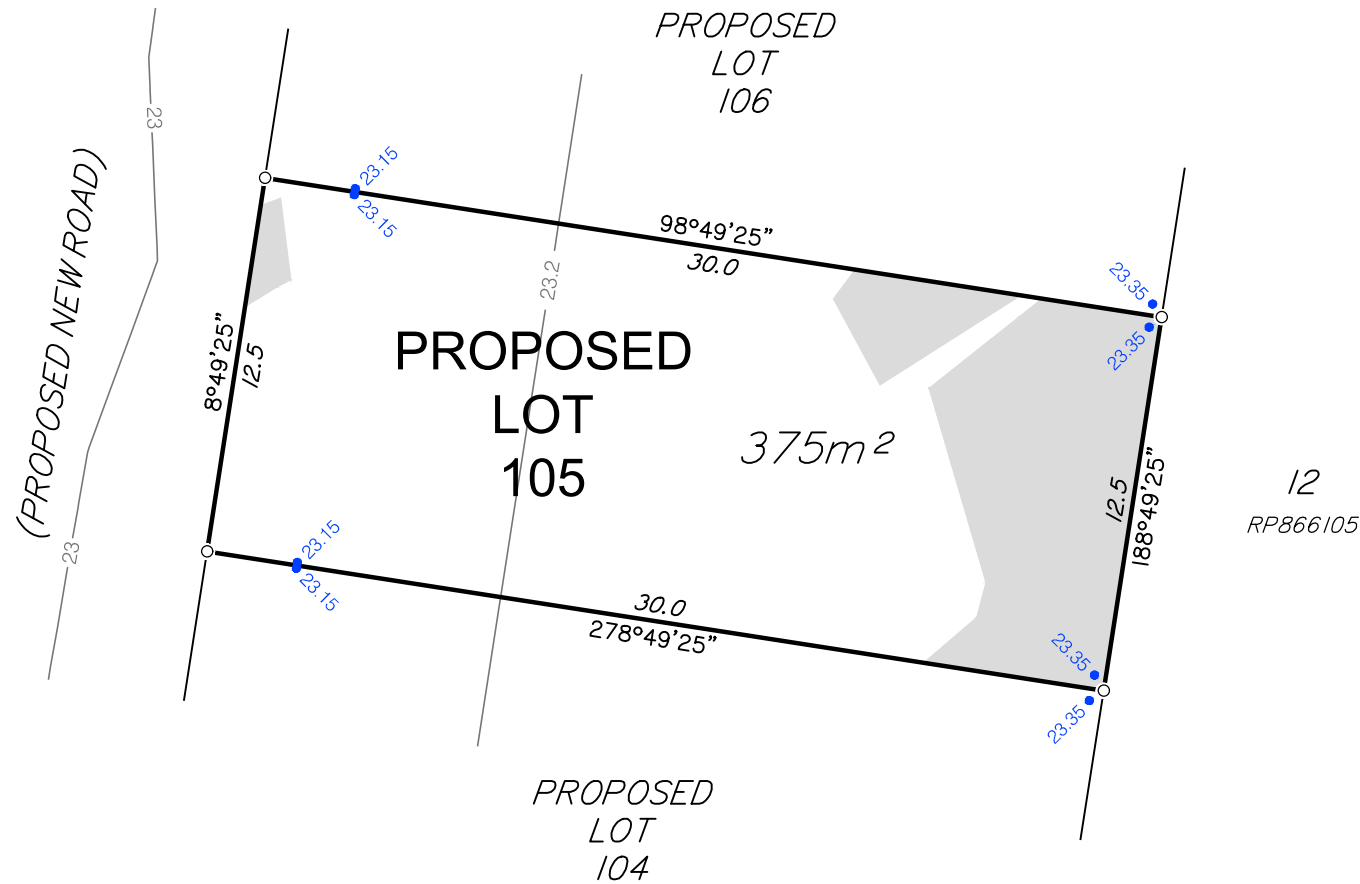 PROPOSED
LOT
106
23
(PROPOSED NEW ROAD)
23.15
23.15
98°49'25"
30.0
23.2
23.35
23.35
8°49'25"
12.5
PROPOSED
LOT
105
375m²
12.5
188°49'25"
12
RP866105
23
23.15
23.15
30.0
278°49'25"
23.35
23.35
PROPOSED
LOT
104